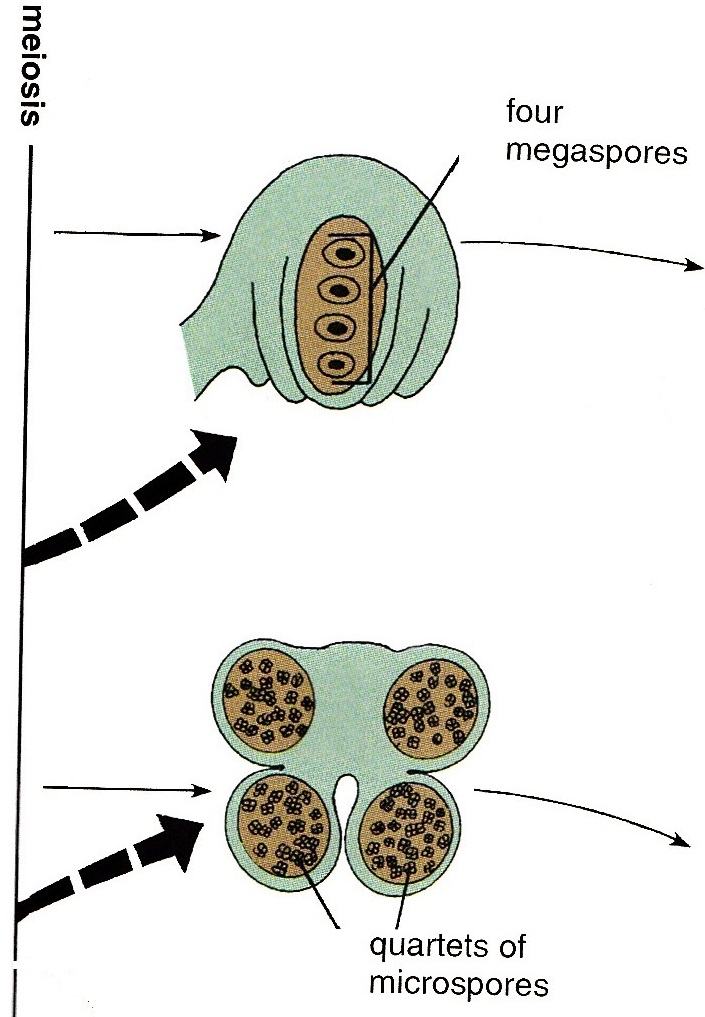 meiosis
four
megaspores
quartets of
microspores